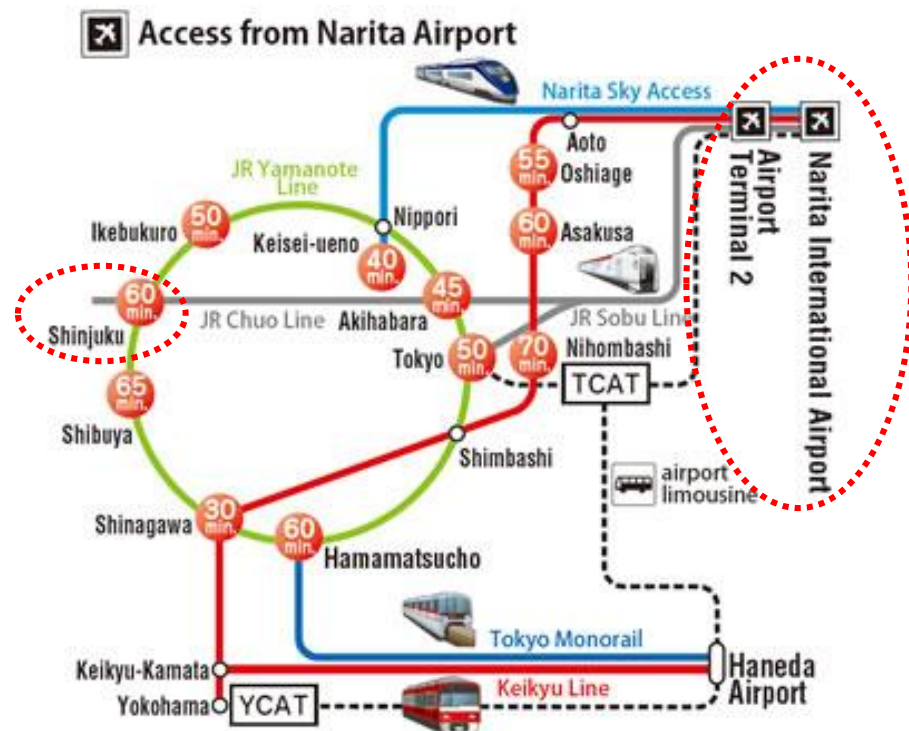 Access from Narita Airport
Narita Sky Access
Aoto
Airport
Terminal 2
Narita International Airport
JR Yamanote
Line
55
min.
Oshiage
50
min.
Ikebukuro
Nippori
Keisei-ueno
40
min.
60
min.
Asakusa
60
min.
Shinjuku
JR Chuo Line
45
min.
Akihabara
JR Sobu Line
Tokyo
50
min.
70
min.
Nihombashi
TCAT
65
min.
Shibuya
Shimbashi
airport
limousine
Shinagawa
30
min.
60
min.
Hamamatsucho
Tokyo Monorail
Keikyu-Kamata
Keikyu Line
Haneda
Airport
Yokohama
YCAT